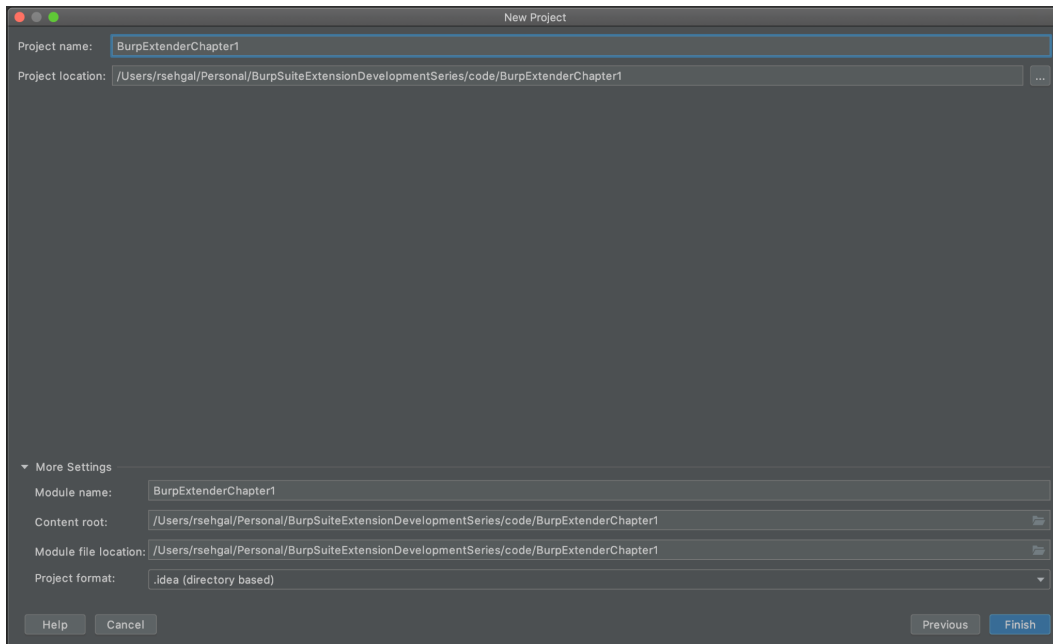 New Project
Project name: BurpExtenderChapter1
Project location: /Users/rsehgal/Personal/BurpSuiteExtensionDevelopmentSeries/code/BurpExtenderChapter1 ...
More Settings
Module name: BurpExtenderChapter1
Content root: /Users/rsehgal/Personal/BurpSuiteExtensionDevelopmentSeries/code/BurpExtenderChapter1
Module file location: /Users/rsehgal/Personal/BurpSuiteExtensionDevelopmentSeries/code/BurpExtenderChapter1
Project format: .idea (directory based)
Help Cancel Previous Finish